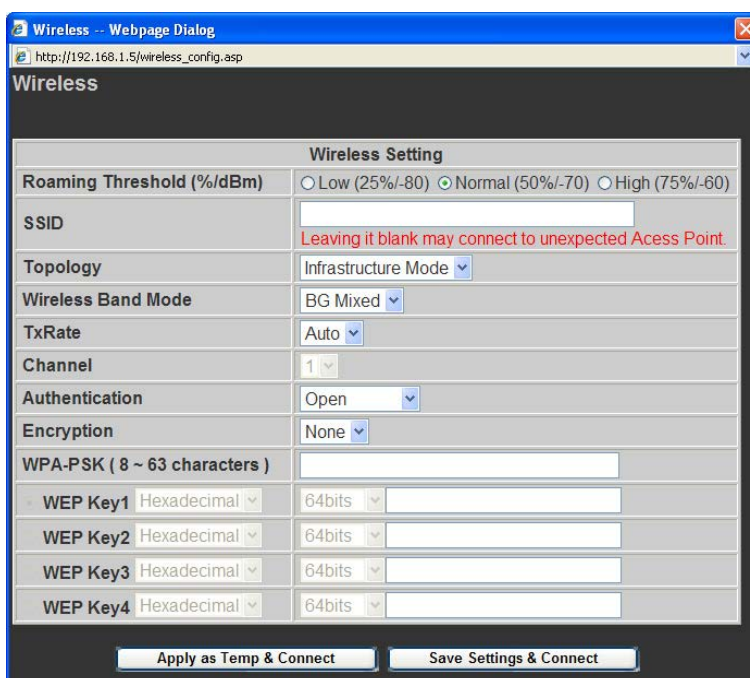 Wireless -- Webpage Dialog
http://192.168.1.5/wireless_config.asp
Wireless
Wireless Setting
Roaming Threshold (%/dBm) Low (25%/-80) Normal (50%/-70) High (75%/-60)
SSID
Leaving it blank may connect to unexpected Acess Point.
Topology Infrastructure Mode
Wireless Band Mode BG Mixed
TxRate Auto
Channel 1
Authentication Open
Encryption None
WPA-PSK ( 8 ~ 63 characters )
WEP Key1 Hexadecimal 64bits
WEP Key2 Hexadecimal 64bits
WEP Key3 Hexadecimal 64bits
WEP Key4 Hexadecimal 64bits
Apply as Temp & Connect Save Settings & Connect